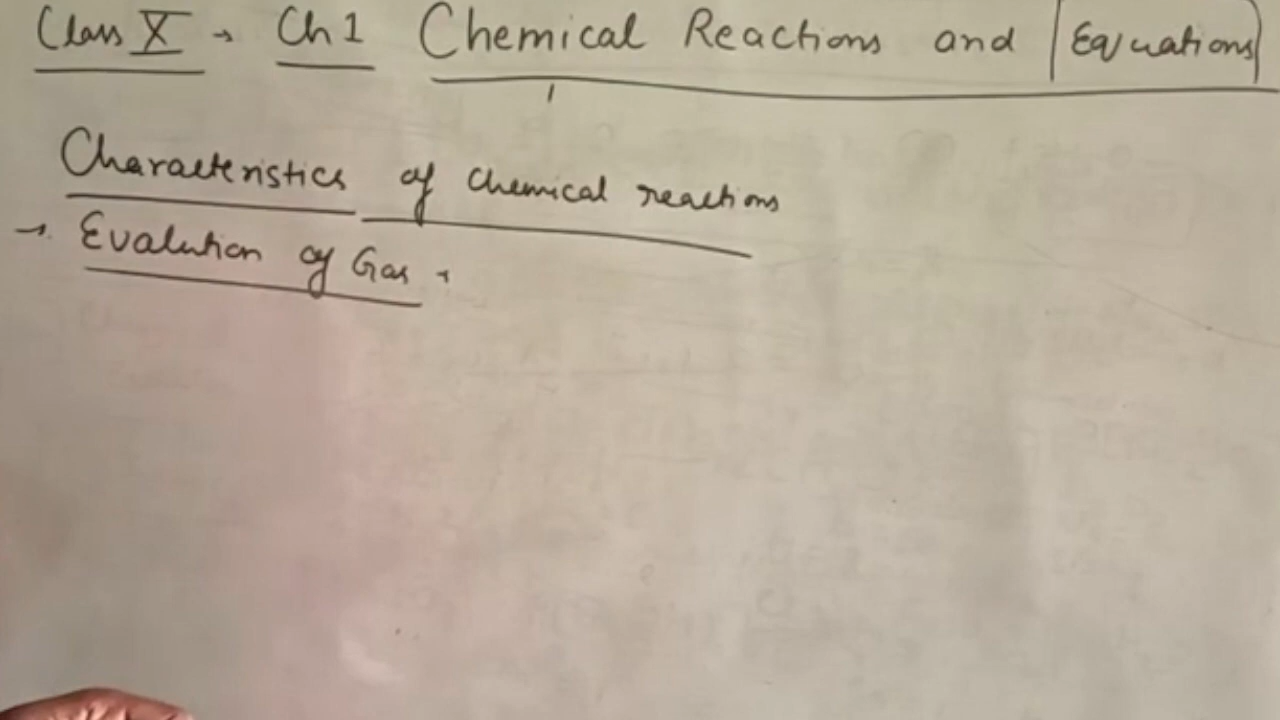 Class X → Ch 1 Chemical Reactions and Equations
Characteristics of chemical reactions
→ Evalution of Gas